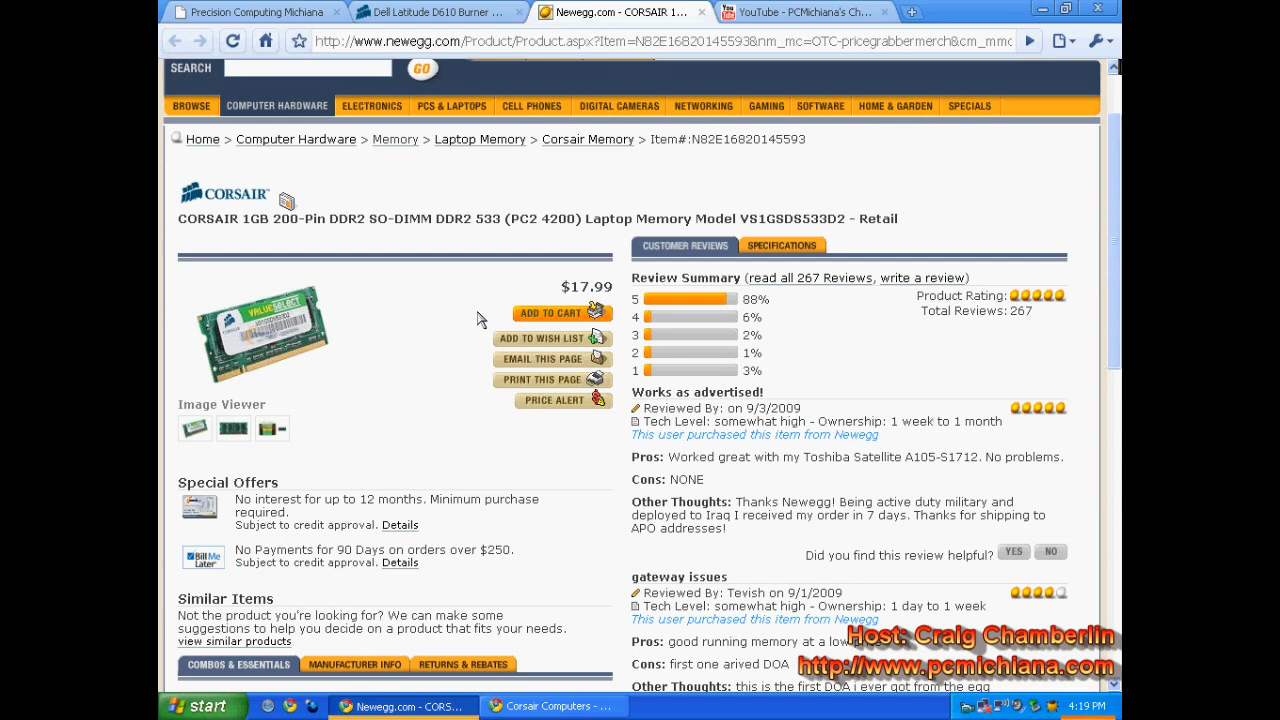 Precision Computing Michiana
Dell Latitude D610 Burner ...
Newegg.com - CORSAIR 1...
YouTube - PCMichiana's Ch...
http://www.newegg.com/Product/Product.aspx?Item=N82E16820145593&nm_mc=OTC-pricegrabbermerch&cm_mmc
SEARCH
GO
BROWSE COMPUTER HARDWARE ELECTRONICS PCS & LAPTOPS CELL PHONES DIGITAL CAMERAS NETWORKING GAMING SOFTWARE HOME & GARDEN SPECIALS
Home > Computer Hardware > Memory > Laptop Memory > Corsair Memory > Item#:N82E16820145593
CORSAIR
CORSAIR 1GB 200-Pin DDR2 SO-DIMM DDR2 533 (PC2 4200) Laptop Memory Model VS1GSDS533D2 - Retail
VALUE SELECT
$17.99
ADD TO CART
ADD TO WISH LIST
EMAIL THIS PAGE
PRINT THIS PAGE
PRICE ALERT
Image Viewer
Special Offers
No interest for up to 12 months. Minimum purchase
required.
Subject to credit approval. Details
Bill Me
Later
No Payments for 90 Days on orders over $250.
Subject to credit approval. Details
Similar Items
Not the product you're looking for? We can make some
suggestions to help you decide on a product that fits your needs.
view similar products
COMBOS & ESSENTIALS MANUFACTURER INFO RETURNS & REBATES
CUSTOMER REVIEWS SPECIFICATIONS
Review Summary (read all 267 Reviews, write a review)
Product Rating:
Total Reviews: 267
5 88%
4 6%
3 2%
2 1%
1 3%
Works as advertised!
Reviewed By: on 9/3/2009
Tech Level: somewhat high - Ownership: 1 week to 1 month
This user purchased this item from Newegg
Pros: Worked great with my Toshiba Satellite A105-S1712. No problems.
Cons: NONE
Other Thoughts: Thanks Newegg! Being active duty military and
deployed to Iraq I received my order in 7 days. Thanks for shipping to
APO addresses!
Did you find this review helpful? YES NO
gateway issues
Reviewed By: Tevish on 9/1/2009
Tech Level: somewhat high - Ownership: 1 day to 1 week
This user purchased this item from Newegg
Pros: good running memory at a low
Cons: first one arived DOA
Other Thoughts: this is the first DOA i ever got from the egg
Host: Craig Chamberlin
http://www.pcmichiana.com
start
Newegg.com - CORS...
Corsair Computers - ...
4:19 PM